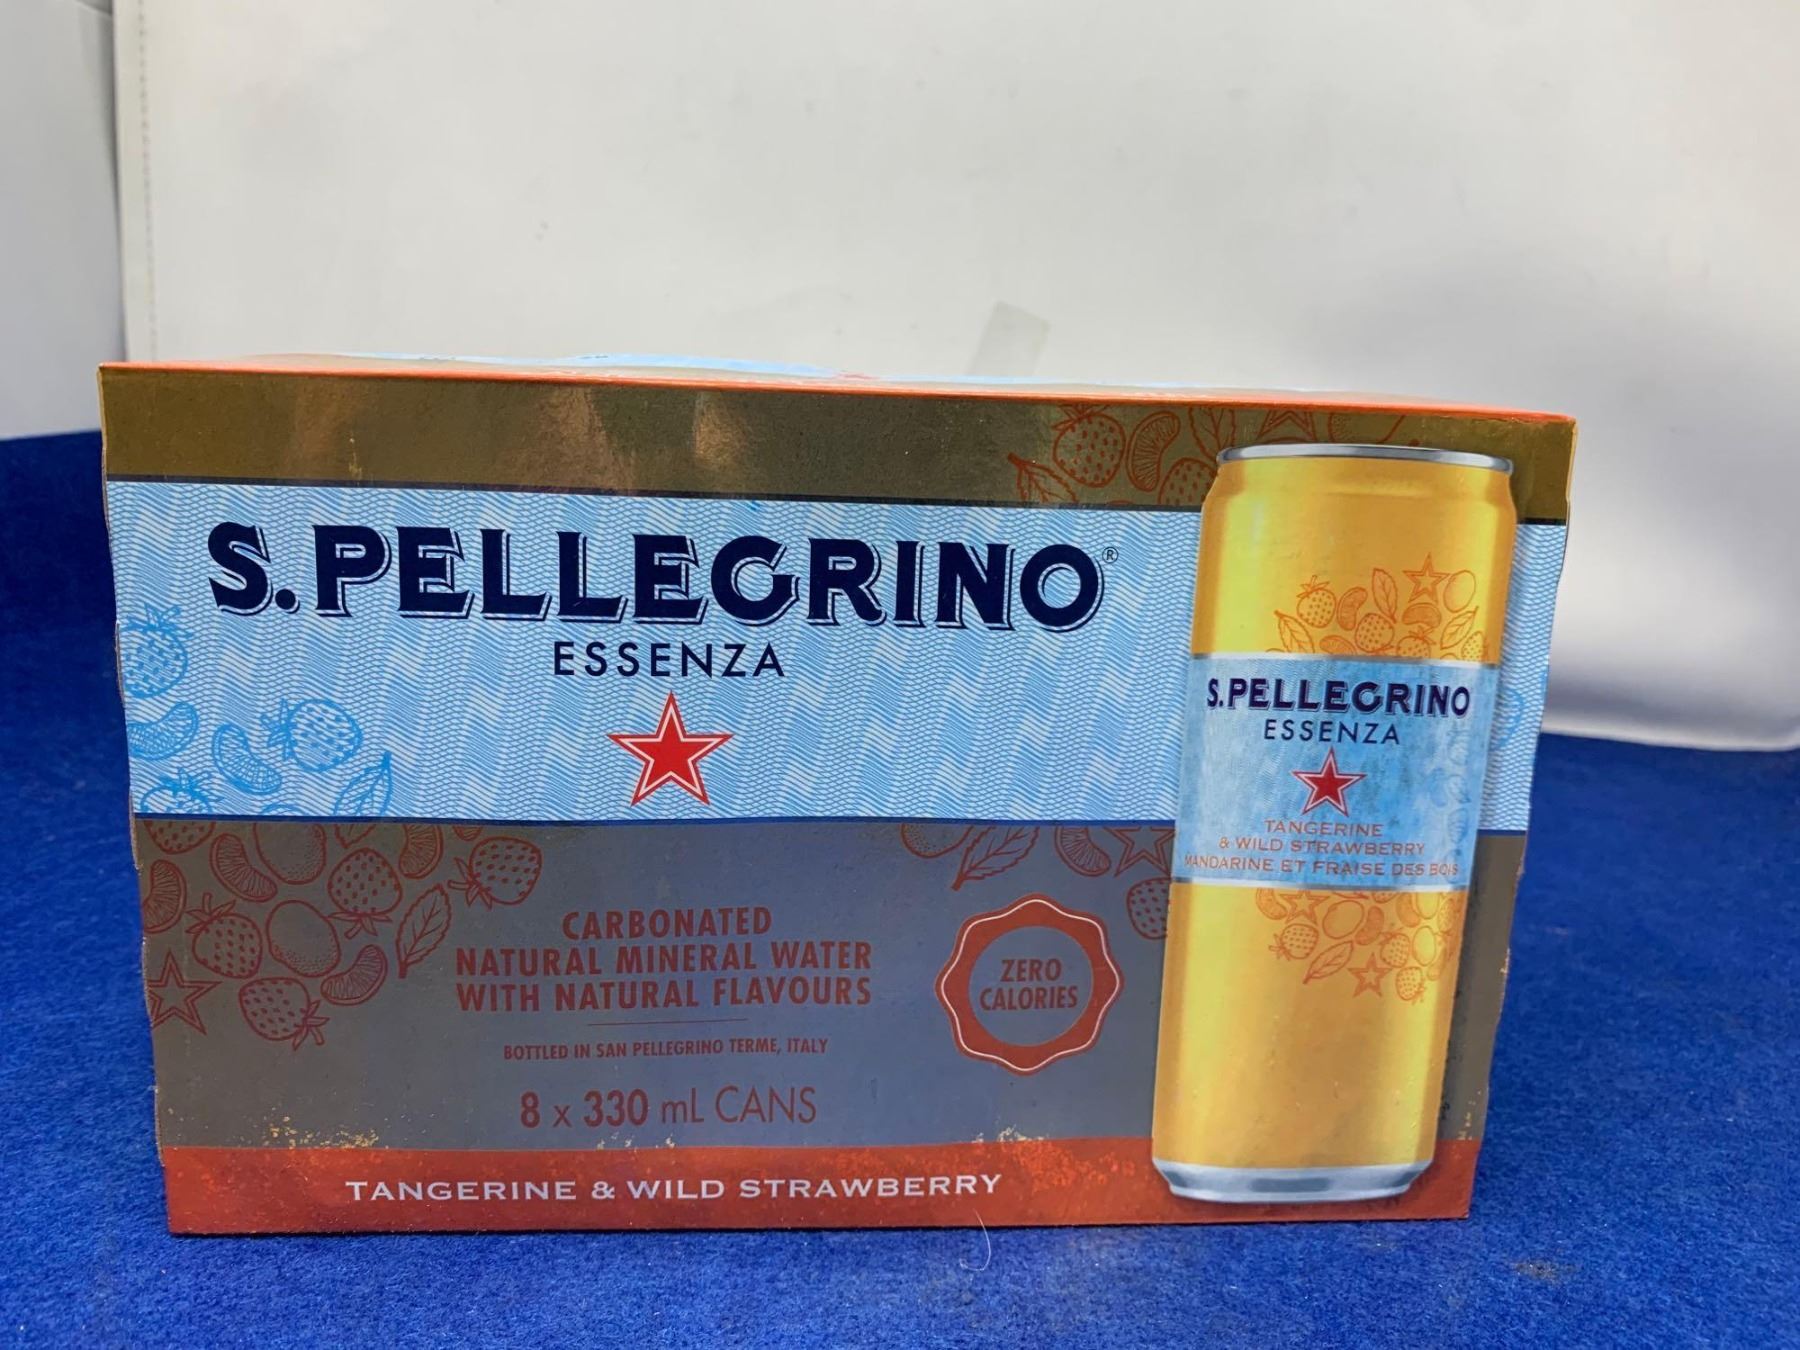 S.PELLEGRINO®
ESSENZA
CARBONATED
NATURAL MINERAL WATER
WITH NATURAL FLAVOURS
BOTTLED IN SAN PELLEGRINO TERME, ITALY
8 x 330 mL CANS
ZERO
CALORIES
TANGERINE & WILD STRAWBERRY
S.PELLEGRINO
ESSENZA
TANGERINE
& WILD STRAWBERRY
MANDARINE ET FRAISE DES BOIS